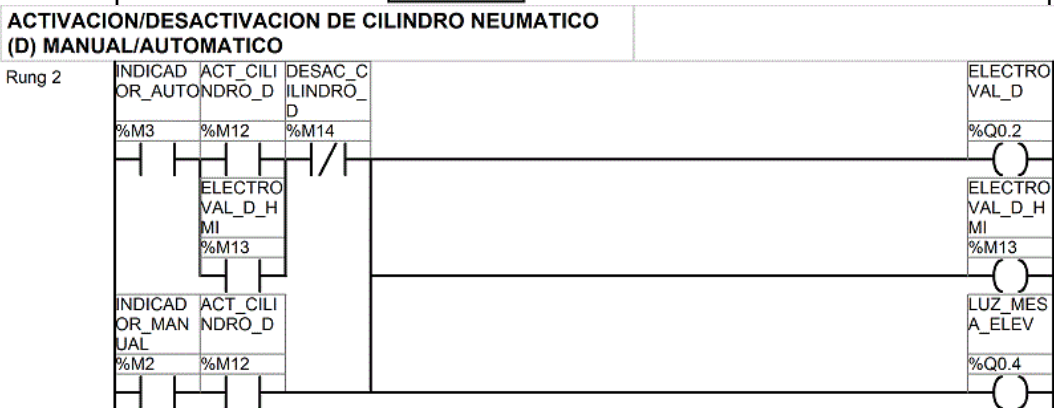 ACTIVACION/DESACTIVACION DE CILINDRO NEUMATICO
(D) MANUAL/AUTOMATICO
Rung 2
INDICAD ACT_CILI DESAC_C ELECTRO
OR_AUTO NDRO_D ILINDRO_ VAL_D
D
%M3 %M12 %M14 %Q0.2
ELECTRO ELECTRO
VAL_D_H VAL_D_H
MI MI
%M13 %M13
INDICAD ACT_CILI LUZ_MES
OR_MAN NDRO_D A_ELEV
UAL
%M2 %M12 %Q0.4